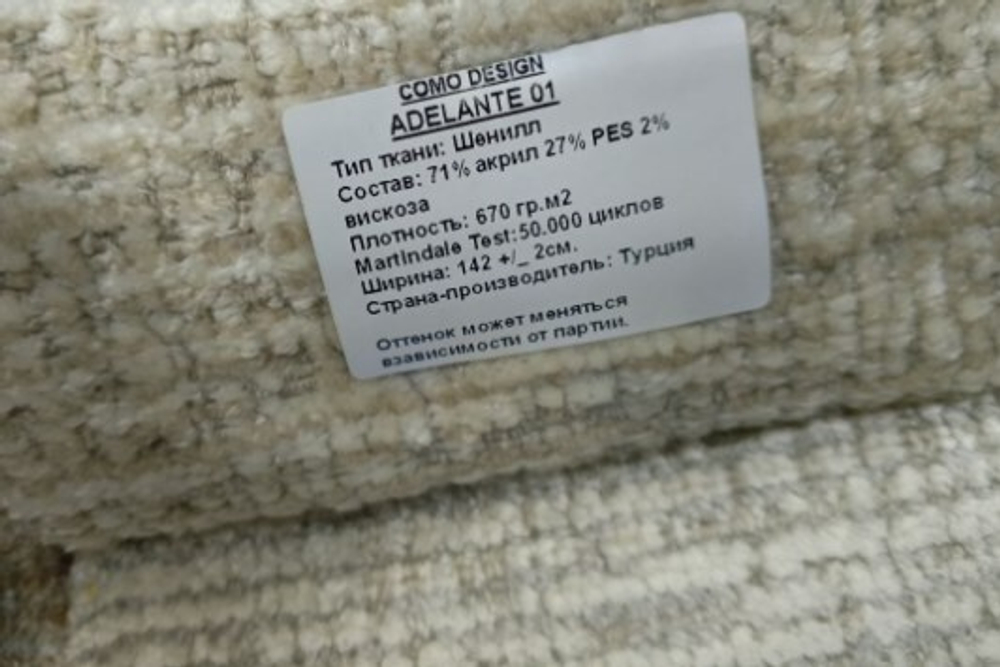 COMO DESIGN
ADELANTE 01
Тип ткани: Шенилл
Состав: 71% акрил 27% PES 2%
вискоза
Плотность: 670 гр.м2
Martindale Test:50.000 циклов
Ширина: 142 +/_ 2см.
Страна-производитель: Турция
Оттенок может меняться
взависимости от партии.